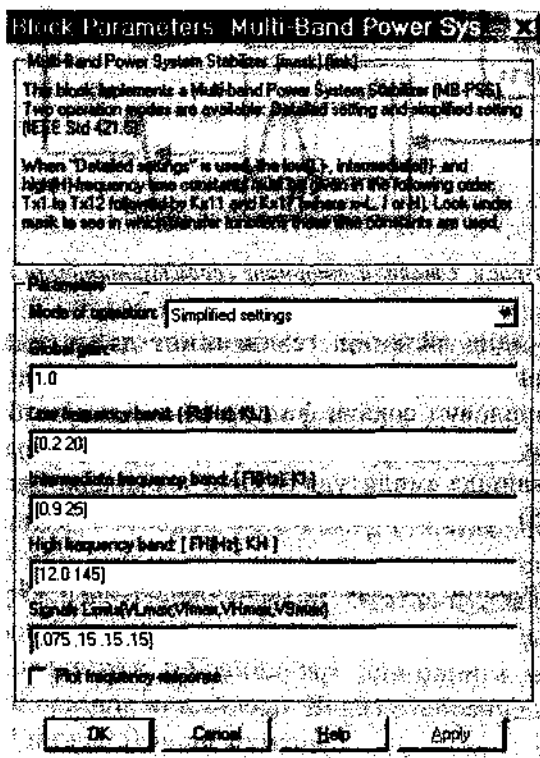 Block Parameters: Multi-Band Power Sys
Multi-Band Power System Stabilizer (mask) (link)
This block implements a Multi-band Power System Stabilizer (MB-PSS).
Two operation modes are available: Detailed setting and simplified setting
(IEEE Std 421.5)
When "Detailed settings" is used, the low(L), intermediate(I) and
high(H)-frequency time constants must be given in the following order:
Tx1 to Tx12 followed by Kx11 and Kx17 (where x=L, I or H). Look under
mask to see in which transfer functions these time constants are used.
Parameters
Mode of operation: Simplified settings
Global gain:
1.0
Low frequency band: [ FL(Hz), KL ]
[0.2 20]
Intermediate frequency band: [ FI(Hz), KI ]
[0.9 25]
High frequency band: [ FH(Hz), KH ]
[12.0 145]
Signals Limits(VLmax,VImax,VHmax,VSmax)
[.075 .15 .15 .15]
Plot frequency response
OK Cancel Help Apply